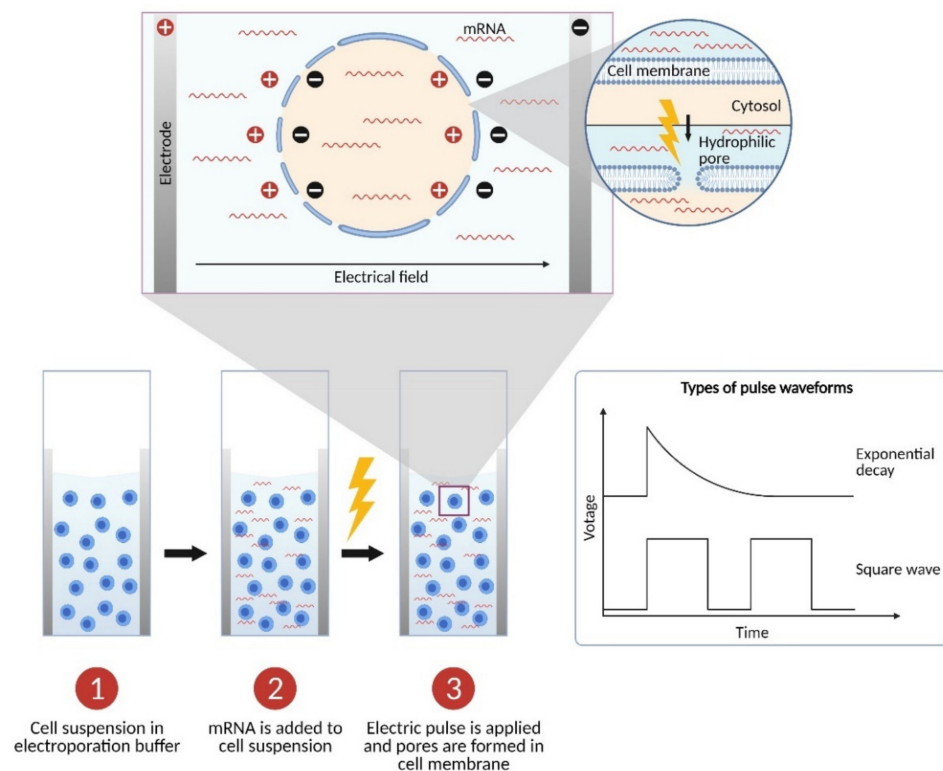 mRNA
Electrode
Electrical field
Cell membrane
Cytosol
Hydrophilic
pore
Types of pulse waveforms
Exponential
decay
Square wave
Votage
Time
1
Cell suspension in
electroporation buffer
2
mRNA is added to
cell suspension
3
Electric pulse is applied
and pores are formed in
cell membrane